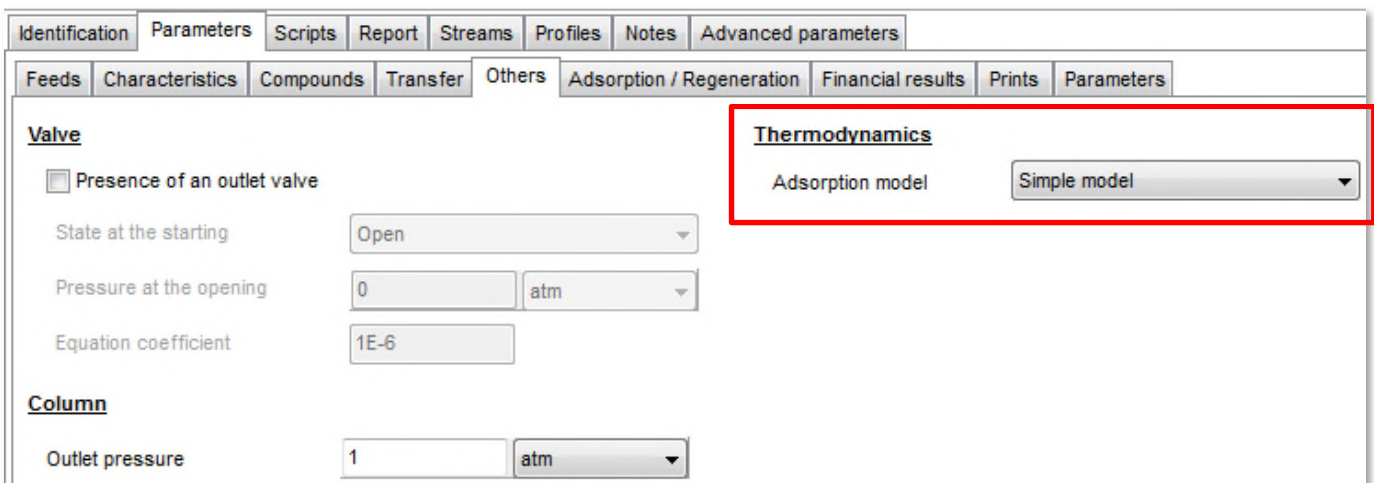 Identification Parameters Scripts Report Streams Profiles Notes Advanced parameters
Feeds Characteristics Compounds Transfer Others Adsorption / Regeneration Financial results Prints Parameters
Valve
Presence of an outlet valve
State at the starting Open
Pressure at the opening 0 atm
Equation coefficient 1E-6
Column
Outlet pressure 1 atm
Thermodynamics
Adsorption model Simple model